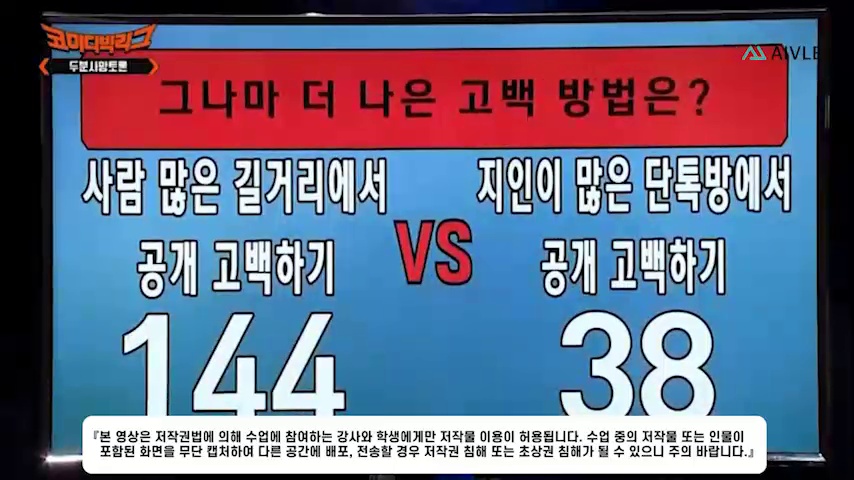 코미디빅리그
두분사망토론
AIVLE
그나마 더 나은 고백 방법은?
사람 많은 길거리에서
공개 고백하기
VS
지인이 많은 단톡방에서
공개 고백하기
144
38
『본 영상은 저작권법에 의해 수업에 참여하는 강사와 학생에게만 저작물 이용이 허용됩니다. 수업 중의 저작물 또는 인물이
포함된 화면을 무단 캡처하여 다른 공간에 배포, 전송할 경우 저작권 침해 또는 초상권 침해가 될 수 있으니 주의 바랍니다.』